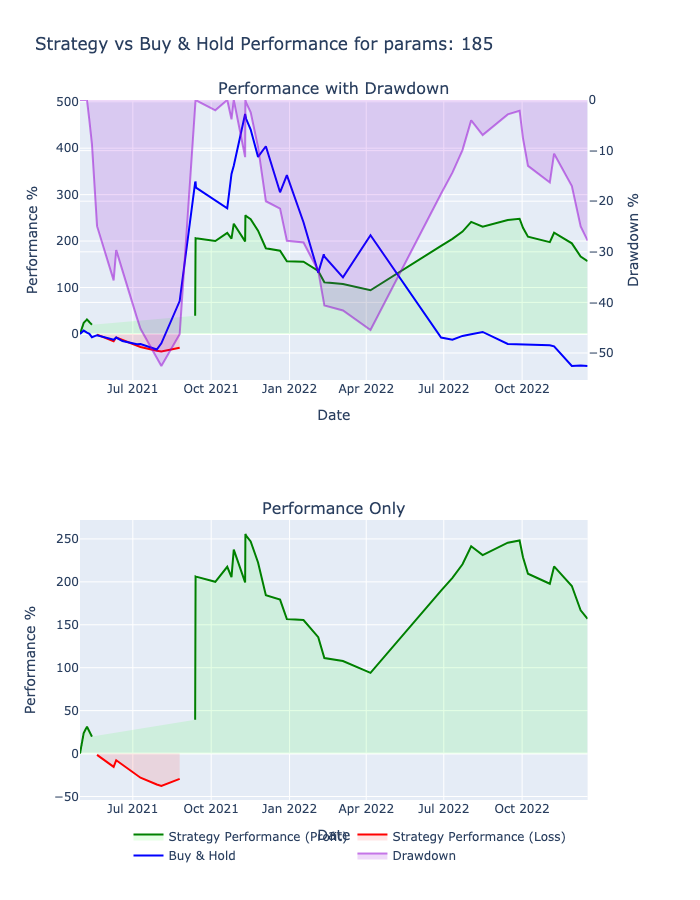 Strategy vs Buy & Hold Performance for params: 185
Performance with Drawdown
500
400
300
200
100
0
Performance %
0
−10
−20
−30
−40
−50
Drawdown %
Jul 2021 Oct 2021 Jan 2022 Apr 2022 Jul 2022 Oct 2022
Date
Performance Only
250
200
150
100
50
0
−50
Performance %
Jul 2021 Oct 2021 Jan 2022 Apr 2022 Jul 2022 Oct 2022
Date
Strategy Performance (Profit) Strategy Performance (Loss)
Buy & Hold Drawdown